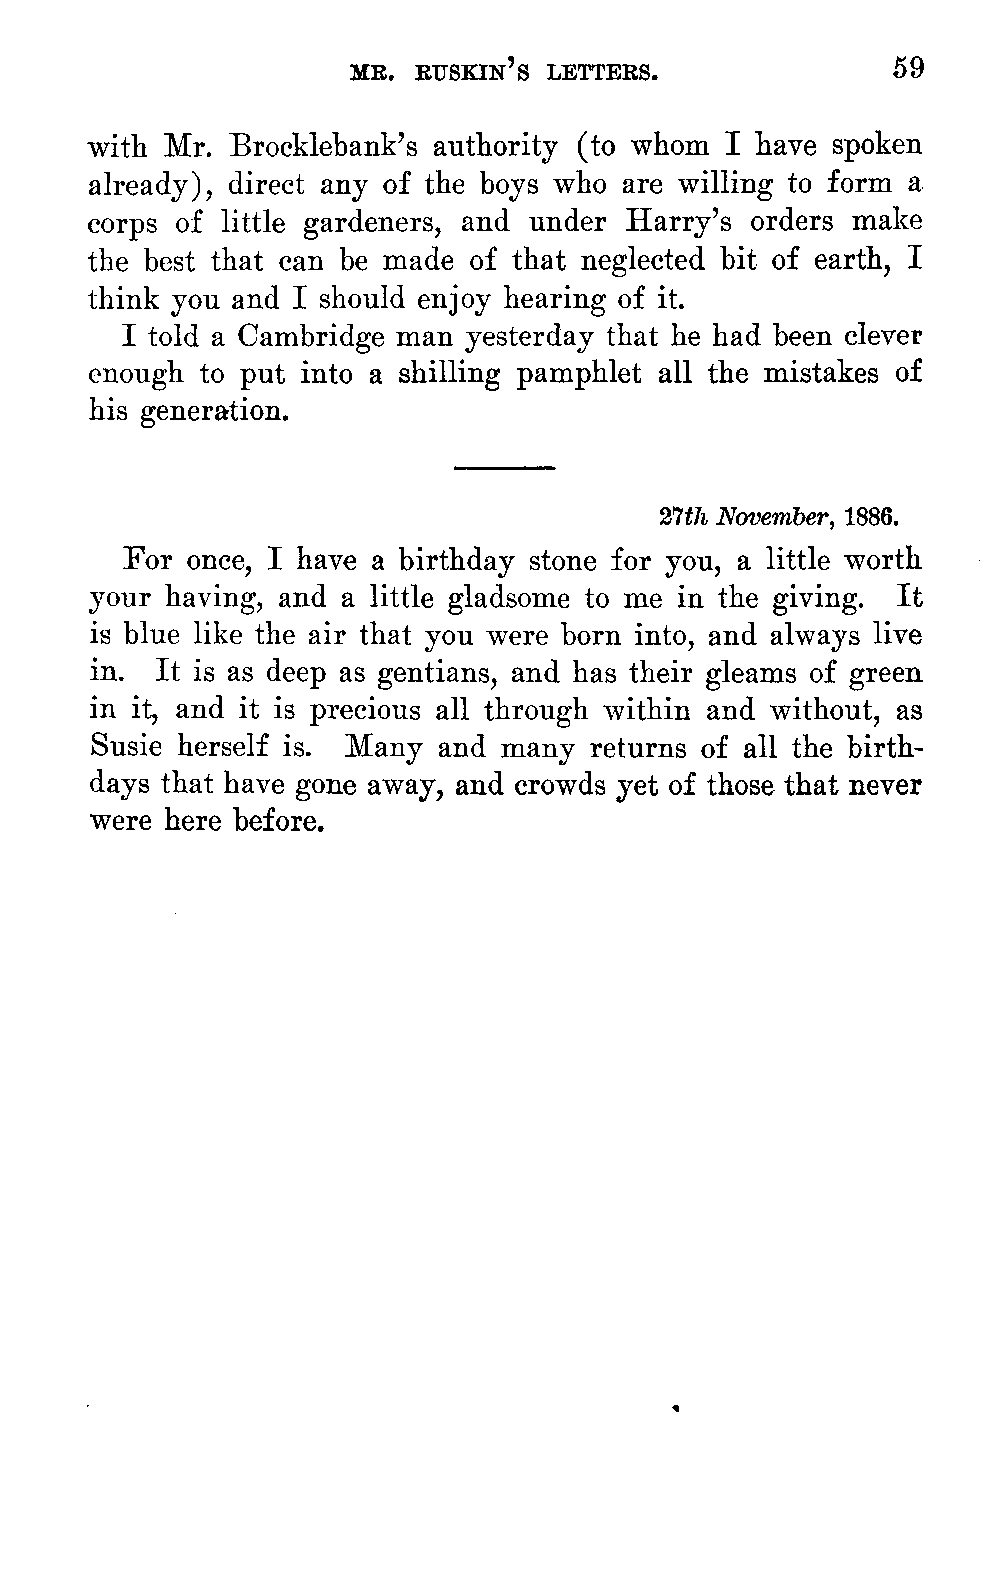 MR. RUSKIN'S LETTERS. 59
with Mr. Brocklebank's authority (to whom I have spoken
already), direct any of the boys who are willing to form a
corps of little gardeners, and under Harry's orders make
the best that can be made of that neglected bit of earth, I
think you and I should enjoy hearing of it.
I told a Cambridge man yesterday that he had been clever
enough to put into a shilling pamphlet all the mistakes of
his generation.
27th November, 1886.
For once, I have a birthday stone for you, a little worth
your having, and a little gladsome to me in the giving. It
is blue like the air that you were born into, and always live
in. It is as deep as gentians, and has their gleams of green
in it, and it is precious all through within and without, as
Susie herself is. Many and many returns of all the birth-
days that have gone away, and crowds yet of those that never
were here before.